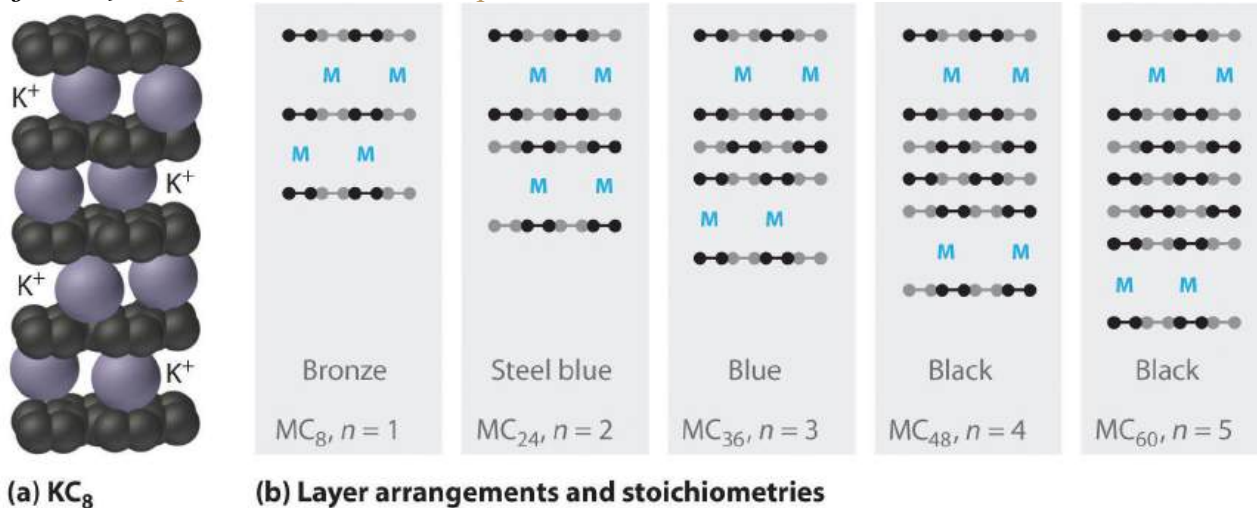 K⁺
K⁺
K⁺
K⁺
M M
M M
Bronze
MC₈, n = 1
M M
M M
Steel blue
MC₂₄, n = 2
M M
M M
Blue
MC₃₆, n = 3
M M
M M
Black
MC₄₈, n = 4
M M
M M
Black
MC₆₀, n = 5
(a) KC₈
(b) Layer arrangements and stoichiometries